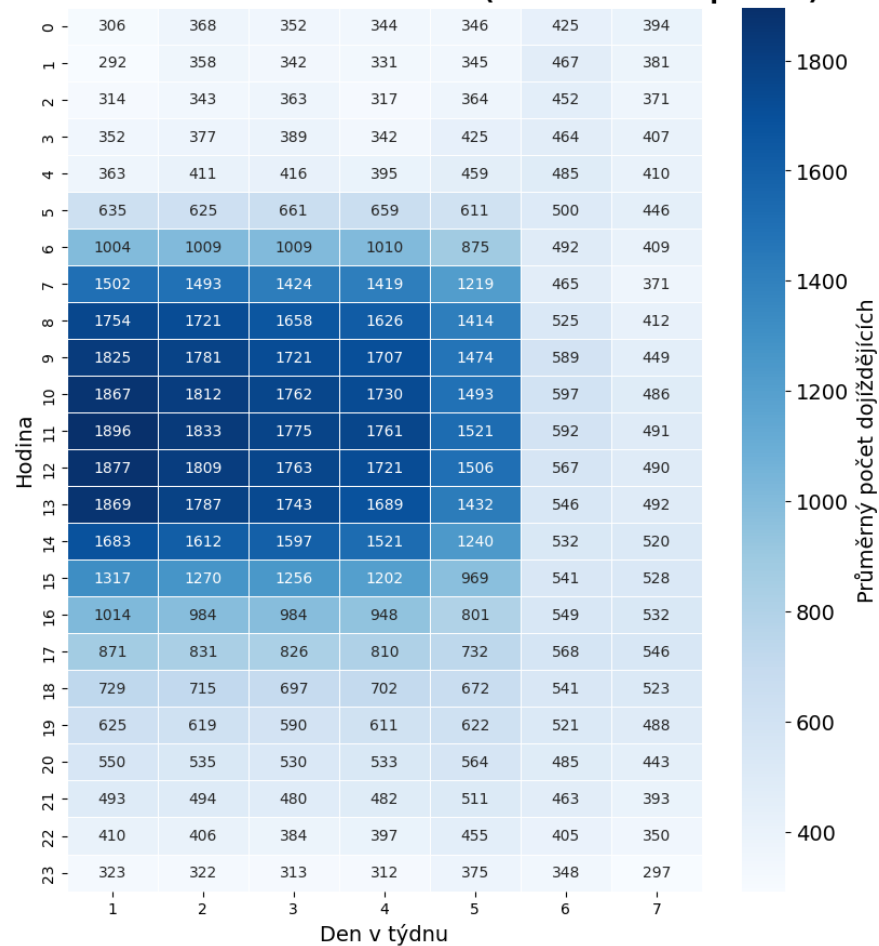 0 306 368 352 344 346 425 394
1 292 358 342 331 345 467 381
2 314 343 363 317 364 452 371
3 352 377 389 342 425 464 407
4 363 411 416 395 459 485 410
5 635 625 661 659 611 500 446
6 1004 1009 1009 1010 875 492 409
7 1502 1493 1424 1419 1219 465 371
8 1754 1721 1658 1626 1414 525 412
9 1825 1781 1721 1707 1474 589 449
10 1867 1812 1762 1730 1493 597 486
11 1896 1833 1775 1761 1521 592 491
12 1877 1809 1763 1721 1506 567 490
13 1869 1787 1743 1689 1432 546 492
14 1683 1612 1597 1521 1240 532 520
15 1317 1270 1256 1202 969 541 528
16 1014 984 984 948 801 549 532
17 871 831 826 810 732 568 546
18 729 715 697 702 672 541 523
19 625 619 590 611 622 521 488
20 550 535 530 533 564 485 443
21 493 494 480 482 511 463 393
22 410 406 384 397 455 405 350
23 323 322 313 312 375 348 297
1 2 3 4 5 6 7
Den v týdnu
Hodina
1800
1600
1400
1200
1000
800
600
400
Průměrný počet dojíždějících